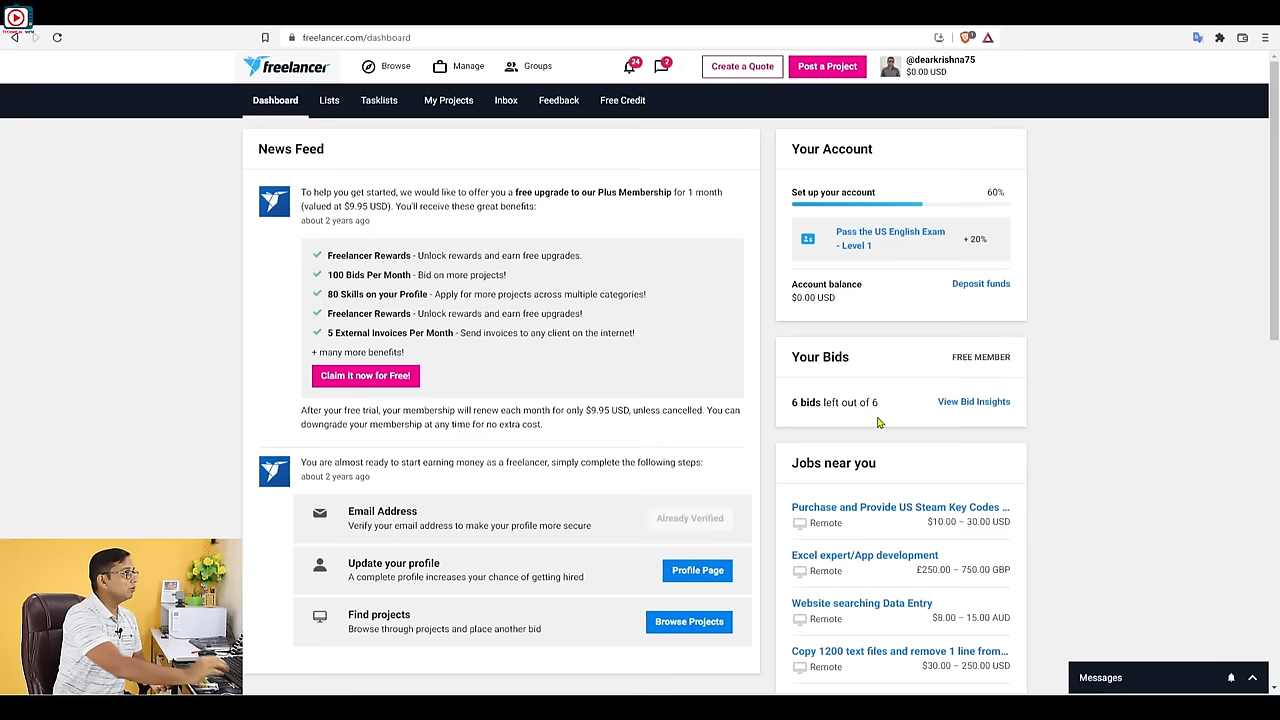 freelancer.com/dashboard
freelancer
Browse
Manage
Groups
24
2
Create a Quote
Post a Project
@dearkrishna75
$0.00 USD
Dashboard
Lists
Tasklists
My Projects
Inbox
Feedback
Free Credit
News Feed
To help you get started, we would like to offer you a free upgrade to our Plus Membership for 1 month
(valued at $9.95 USD). You'll receive these great benefits:
about 2 years ago
Freelancer Rewards - Unlock rewards and earn free upgrades.
100 Bids Per Month - Bid on more projects!
80 Skills on your Profile - Apply for more projects across multiple categories!
Freelancer Rewards - Unlock rewards and earn free upgrades!
5 External Invoices Per Month - Send invoices to any client on the internet!
+ many more benefits!
Claim it now for Free!
After your free trial, your membership will renew each month for only $9.95 USD, unless cancelled. You can
downgrade your membership at any time for no extra cost.
You are almost ready to start earning money as a freelancer, simply complete the following steps:
about 2 years ago
Email Address
Verify your email address to make your profile more secure
Already Verified
Update your profile
A complete profile increases your chance of getting hired
Profile Page
Find projects
Browse through projects and place another bid
Browse Projects
Your Account
Set up your account 60%
Pass the US English Exam
- Level 1
+ 20%
Account balance
$0.00 USD
Deposit funds
Your Bids
FREE MEMBER
6 bids left out of 6
View Bid Insights
Jobs near you
Purchase and Provide US Steam Key Codes ...
Remote $10.00 – 30.00 USD
Excel expert/App development
Remote £250.00 – 750.00 GBP
Website searching Data Entry
Remote $8.00 – 15.00 AUD
Copy 1200 text files and remove 1 line from...
Remote $30.00 – 250.00 USD
Messages